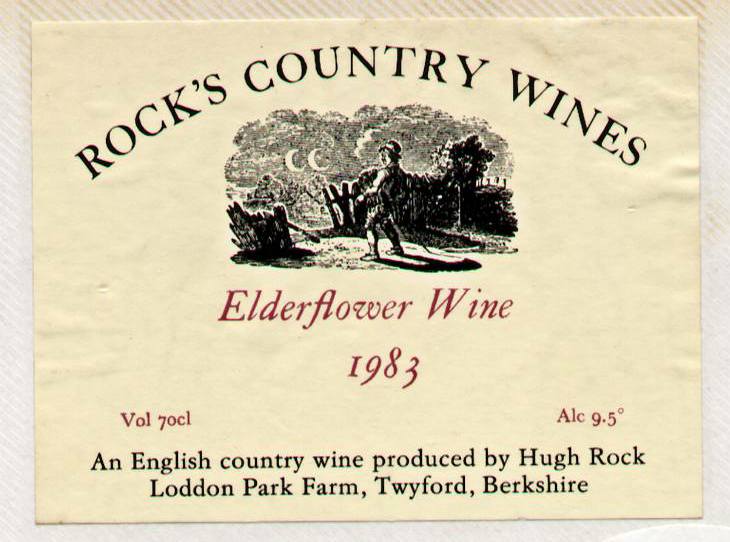 ROCK'S COUNTRY WINES
Elderflower Wine
1983
Vol 70cl
Alc 9.5°
An English country wine produced by Hugh Rock
Loddon Park Farm, Twyford, Berkshire